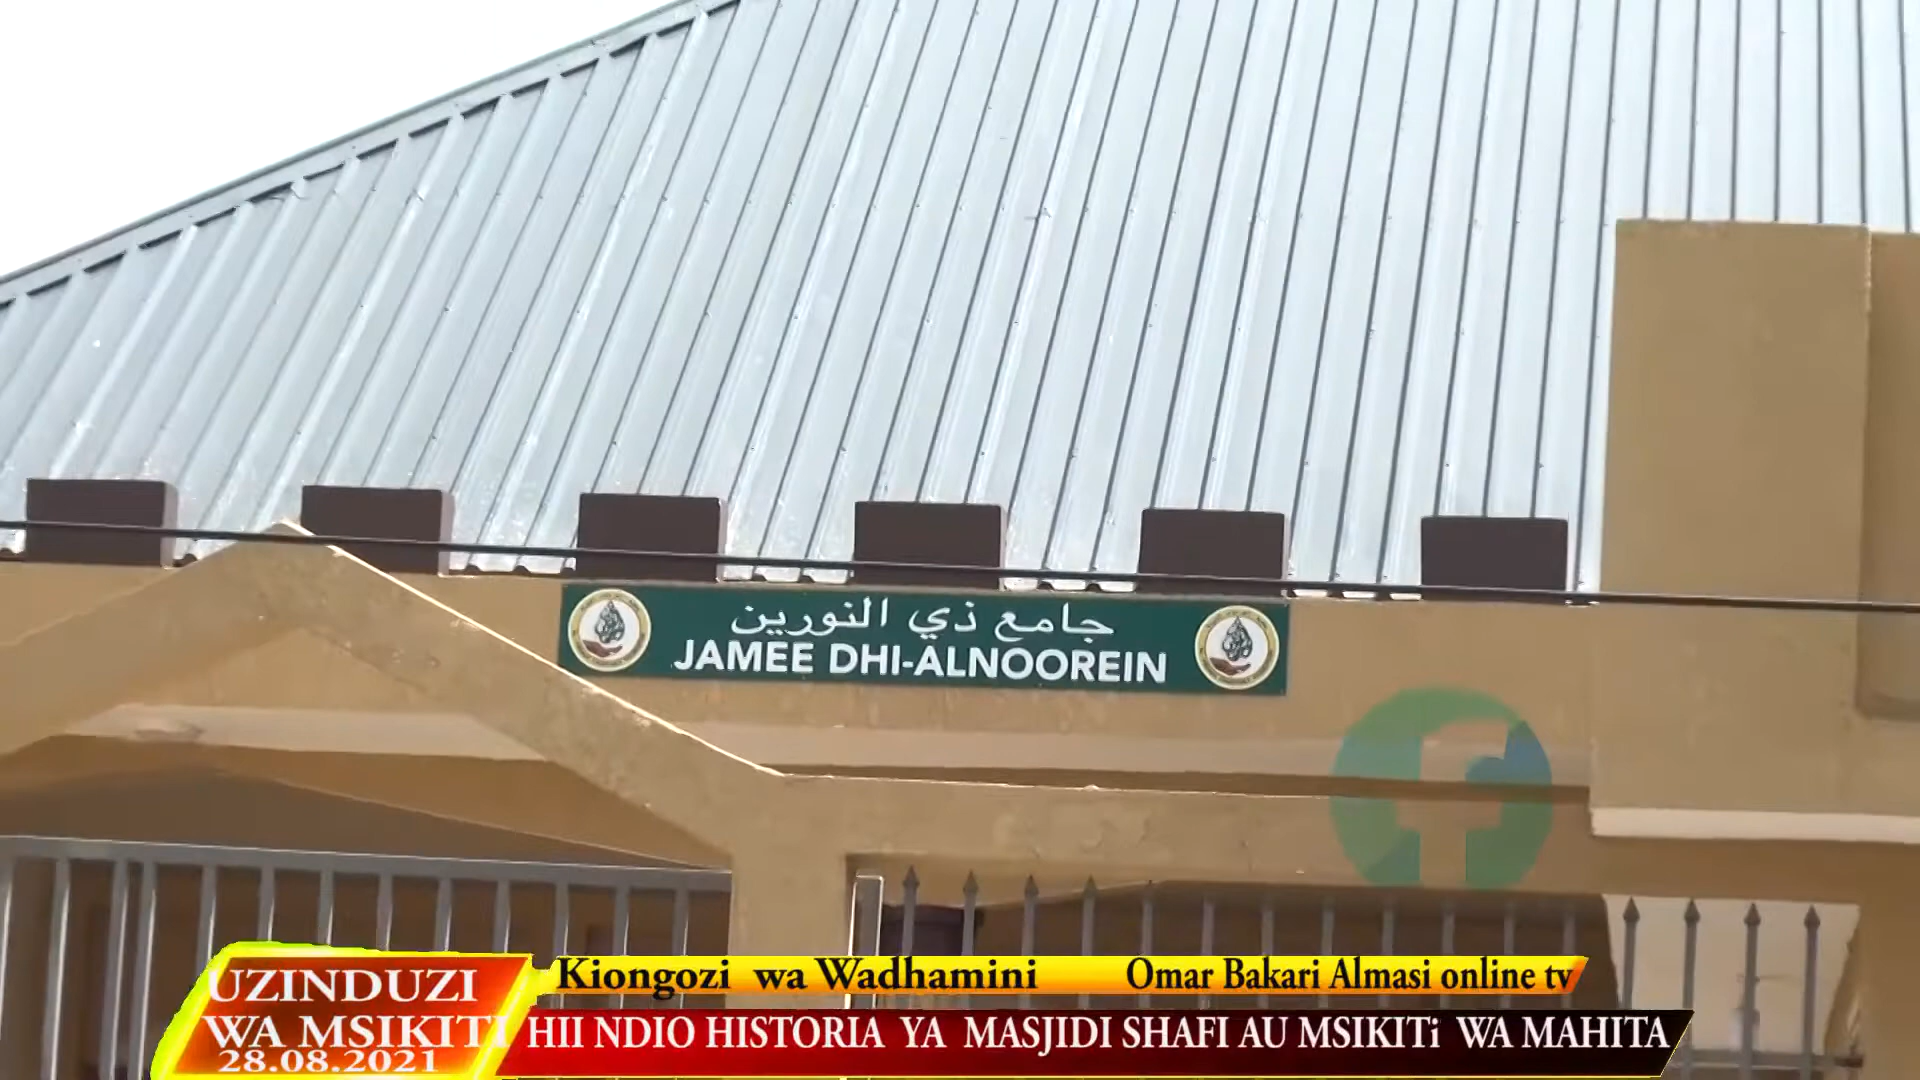 جامع ذي النورين
JAMEE DHI-ALNOOREIN
UZINDUZI
WA MSIKITI
28.08.2021
Kiongozi wa Wadhamini Omar Bakari Almasi online tv
HII NDIO HISTORIA YA MASJIDI SHAFI AU MSIKITi WA MAHITA